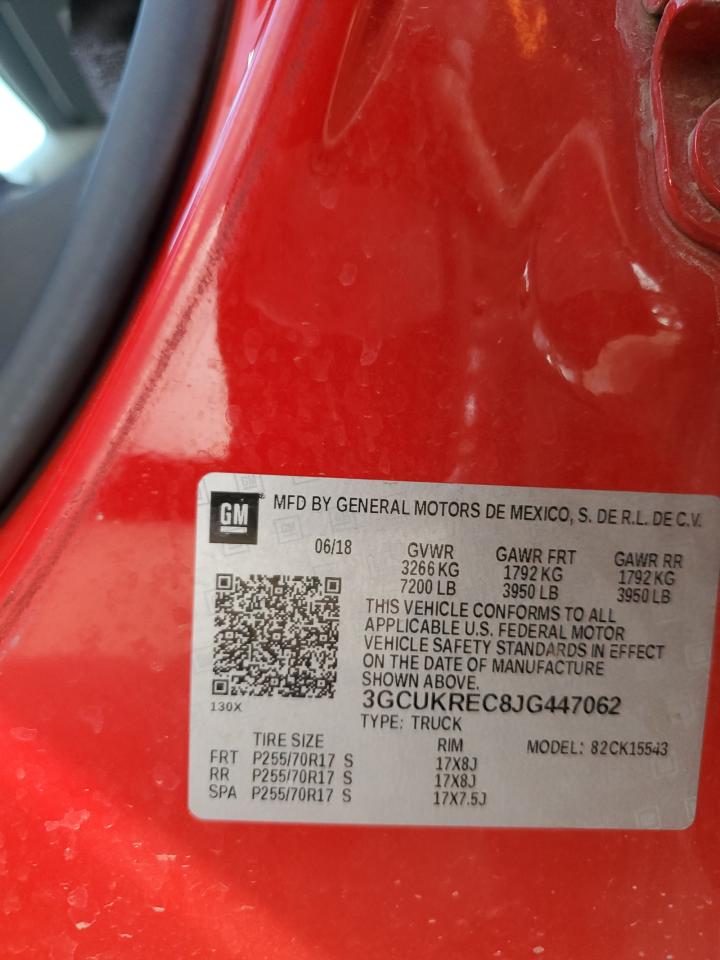 GM MFD BY GENERAL MOTORS DE MEXICO, S. DE R.L. DE C.V.
06/18 GVWR GAWR FRT GAWR RR
3266 KG 1792 KG 1792 KG
7200 LB 3950 LB 3950 LB
THIS VEHICLE CONFORMS TO ALL
APPLICABLE U.S. FEDERAL MOTOR
VEHICLE SAFETY STANDARDS IN EFFECT
ON THE DATE OF MANUFACTURE
SHOWN ABOVE.
130X
3GCUKREC8JG447062
TYPE: TRUCK
TIRE SIZE RIM MODEL: 82CK15543
FRT P255/70R17 S 17X8J
RR P255/70R17 S 17X8J
SPA P255/70R17 S 17X7.5J